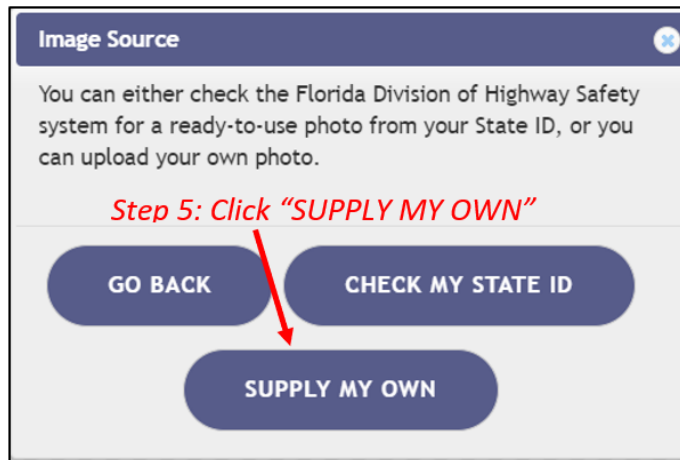 Image Source
You can either check the Florida Division of Highway Safety
system for a ready-to-use photo from your State ID, or you
can upload your own photo.
Step 5: Click “SUPPLY MY OWN”
GO BACK
CHECK MY STATE ID
SUPPLY MY OWN